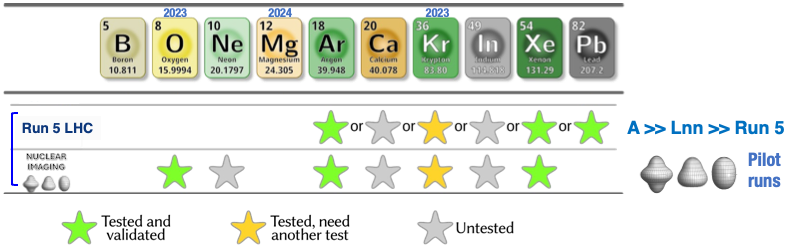 2023 2024 2023
5 8 10 12 18 20 36 49 54 82
B O Ne Mg Ar Ca Kr In Xe Pb
Boron Oxygen Neon Magnesium Argon Calcium Krypton Indium Xenon Lead
10.811 15.9994 20.1797 24.305 39.948 40.078 83.80 114.818 131.29 207.2
Run 5 LHC or or or or or A >> Lnn >> Run 5
NUCLEAR
IMAGING
Pilot
runs
Tested and
validated
Tested, need
another test
Untested